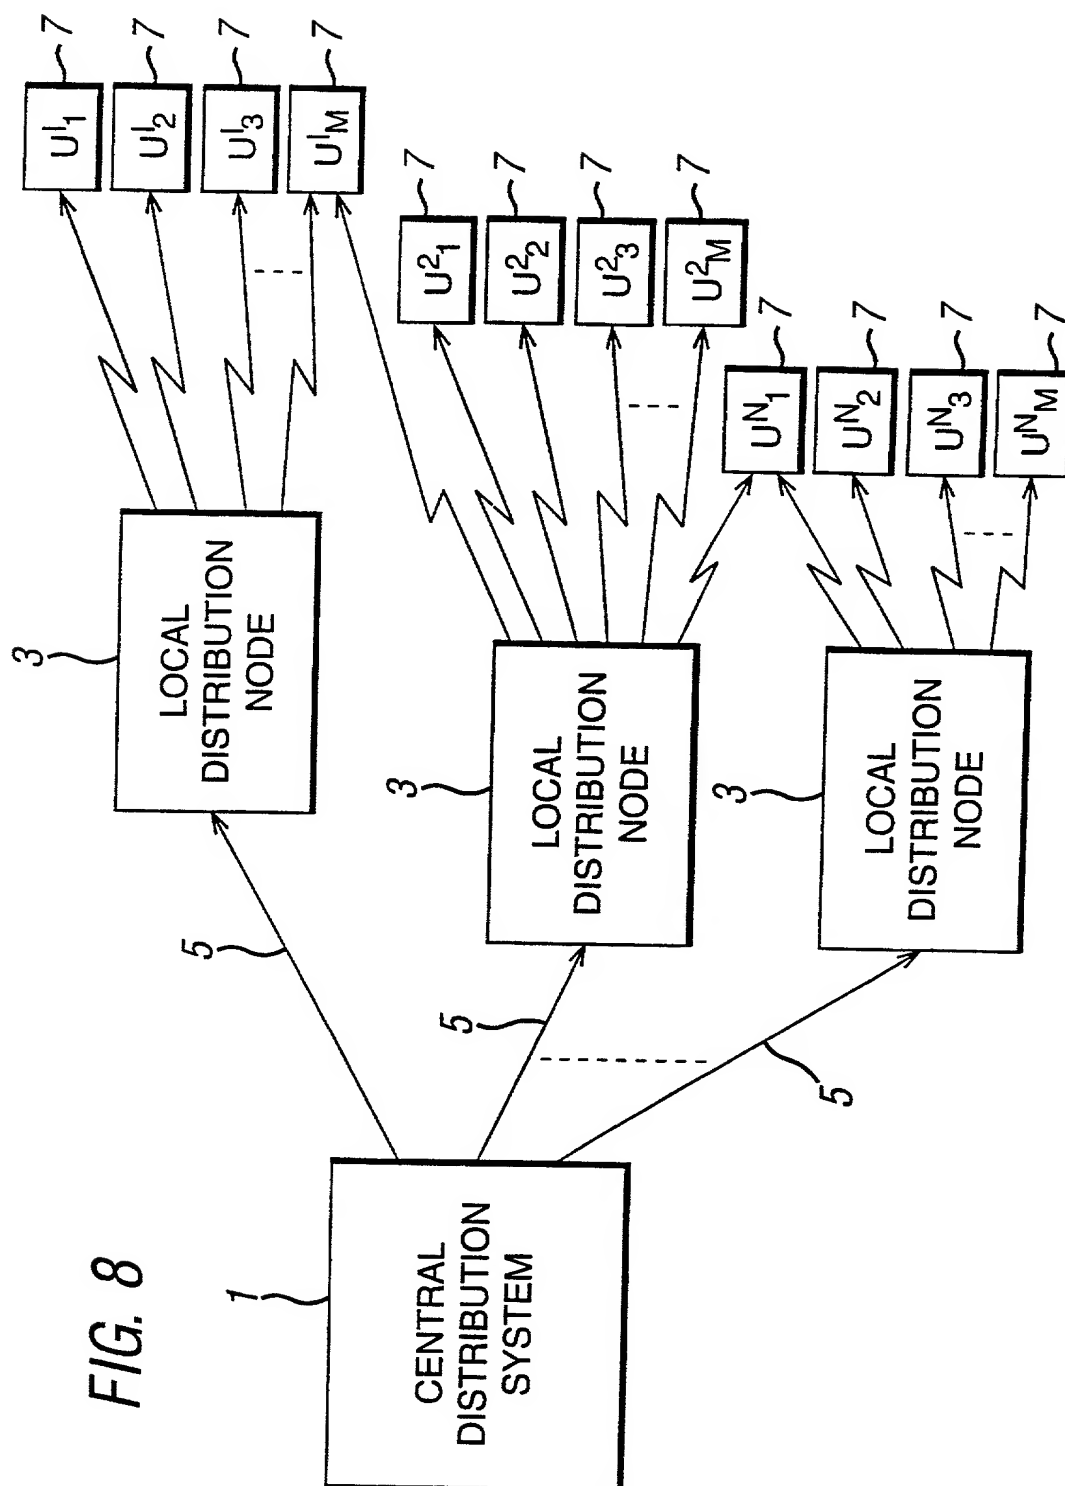 FIG. 8
1
CENTRAL
DISTRIBUTION
SYSTEM
5
5
5
3
LOCAL
DISTRIBUTION
NODE
3
LOCAL
DISTRIBUTION
NODE
3
LOCAL
DISTRIBUTION
NODE
U¹₁ 7
U¹₂ 7
U¹₃ 7
U¹M 7
U²₁ 7
U²₂ 7
U²₃ 7
U²M 7
Uᴺ₁ 7
Uᴺ₂ 7
Uᴺ₃ 7
UᴺM 7